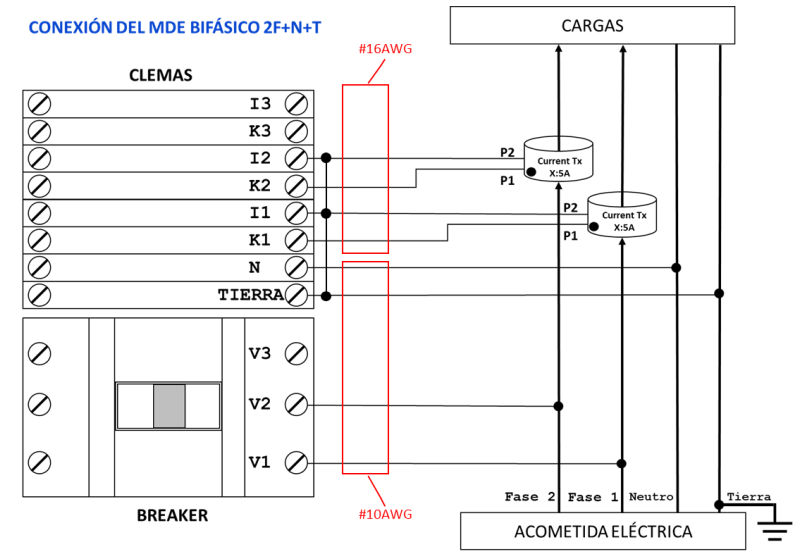 CONEXIÓN DEL MDE BIFÁSICO 2F+N+T
CARGAS
#16AWG
CLEMAS
I3
K3
I2
K2
I1
K1
N
TIERRA
P2
P1
Current Tx
X:5A
P2
P1
Current Tx
X:5A
V3
V2
V1
BREAKER
#10AWG
Fase 2
Fase 1
Neutro
Tierra
ACOMETIDA ELÉCTRICA